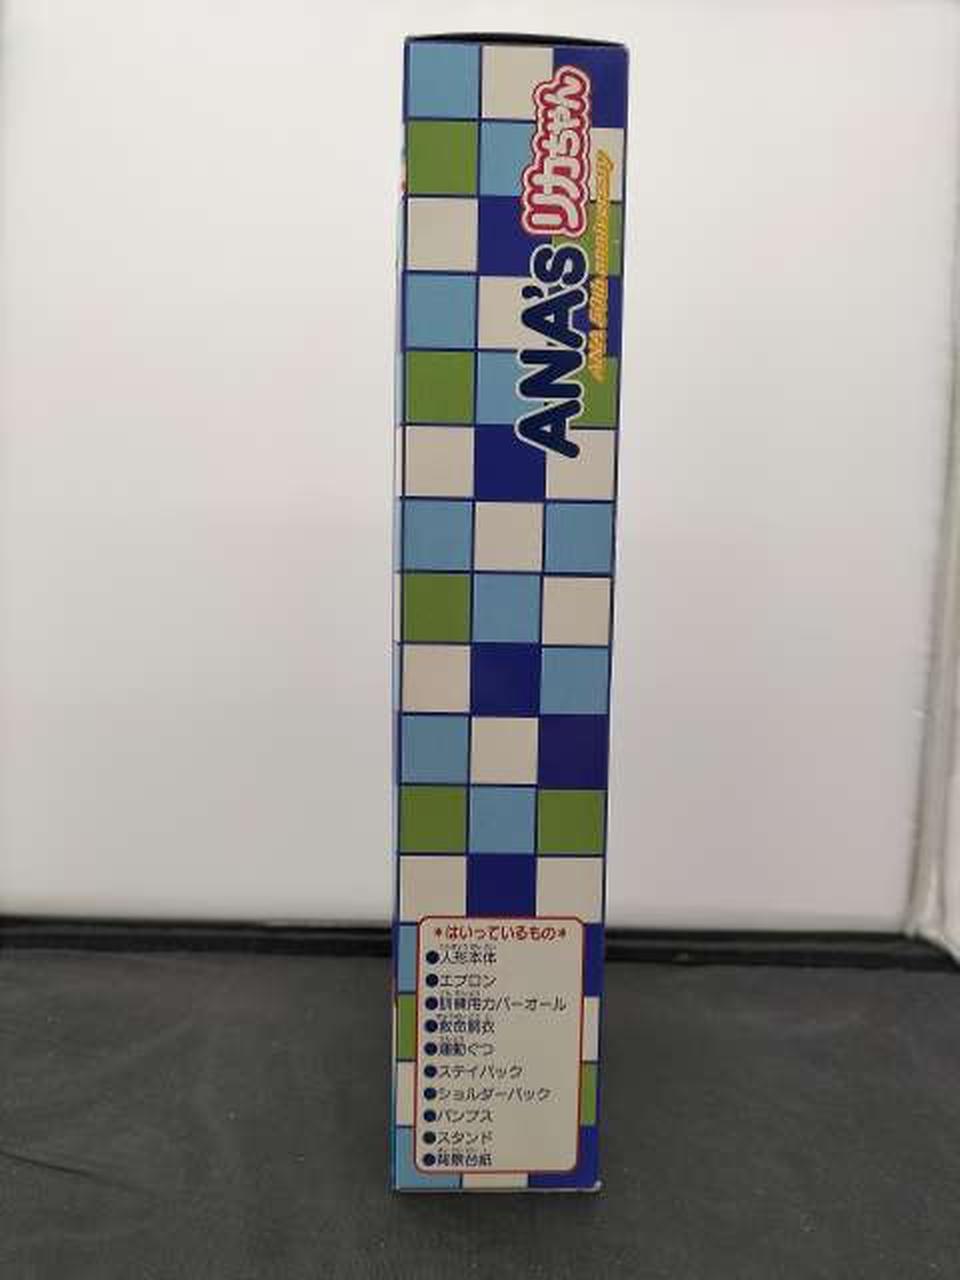 ANA'S リカちゃん
ANA 50th anniversary
*はいっているもの*
●人形本体
●エプロン
●訓練用カバーオール
●救命胴衣
●運動ぐつ
●ステイバック
●ショルダーバック
●パンプス
●スタンド
●背景台紙